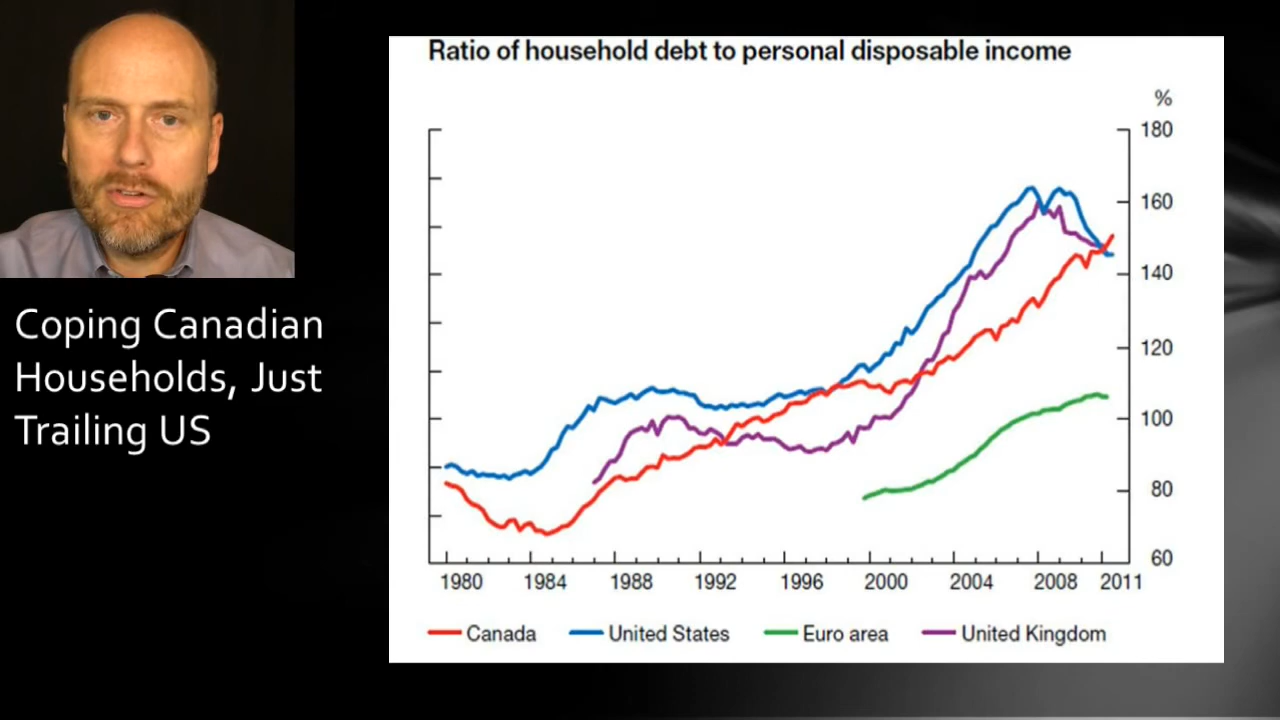 Ratio of household debt to personal disposable income
%
180
160
140
120
100
80
60
1980 1984 1988 1992 1996 2000 2004 2008 2011
Canada United States Euro area United Kingdom
Coping Canadian
Households, Just
Trailing US